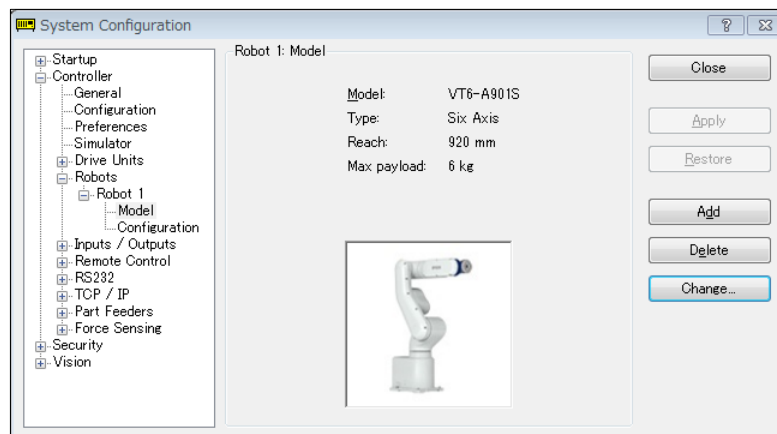 System Configuration
Startup
Controller
General
Configuration
Preferences
Simulator
Drive Units
Robots
Robot 1
Model
Configuration
Inputs / Outputs
Remote Control
RS232
TCP / IP
Part Feeders
Force Sensing
Security
Vision
Robot 1: Model
Model: VT6-A901S
Type: Six Axis
Reach: 920 mm
Max payload: 6 kg
Close
Apply
Restore
Add
Delete
Change...